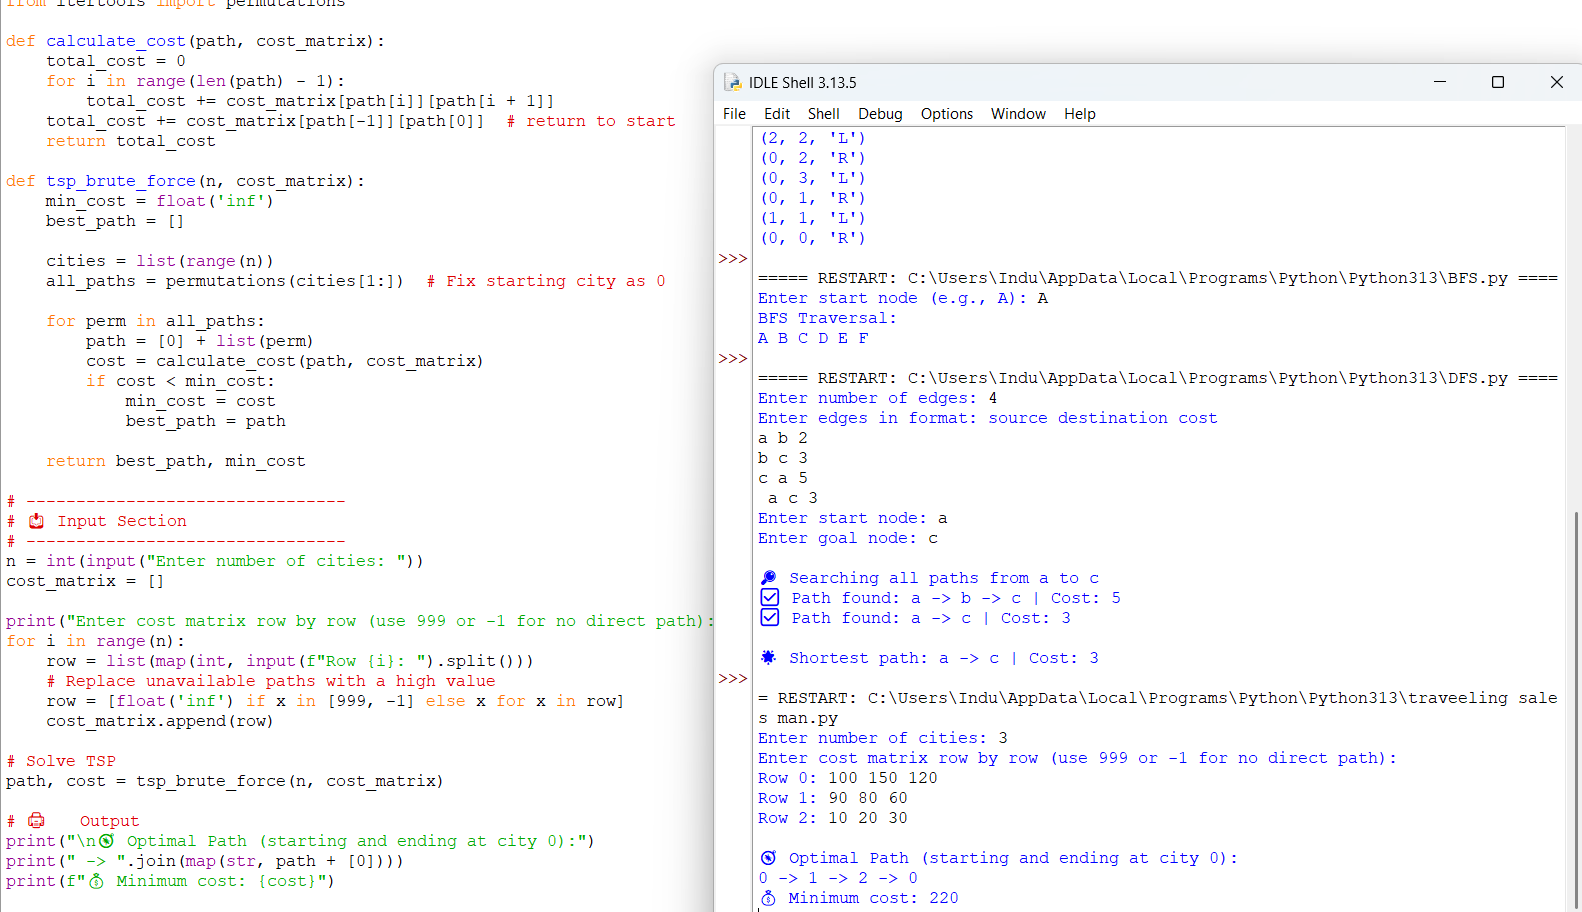 from itertools import permutations

def calculate_cost(path, cost_matrix):
    total_cost = 0
    for i in range(len(path) - 1):
        total_cost += cost_matrix[path[i]][path[i + 1]]
    total_cost += cost_matrix[path[-1]][path[0]]  # return to start
    return total_cost

def tsp_brute_force(n, cost_matrix):
    min_cost = float('inf')
    best_path = []

    cities = list(range(n))
    all_paths = permutations(cities[1:])  # Fix starting city as 0

    for perm in all_paths:
        path = [0] + list(perm)
        cost = calculate_cost(path, cost_matrix)
        if cost < min_cost:
            min_cost = cost
            best_path = path

    return best_path, min_cost

# --------------------------------
# 📥 Input Section
# --------------------------------
n = int(input("Enter number of cities: "))
cost_matrix = []

print("Enter cost matrix row by row (use 999 or -1 for no direct path):
for i in range(n):
    row = list(map(int, input(f"Row {i}: ").split()))
    # Replace unavailable paths with a high value
    row = [float('inf') if x in [999, -1] else x for x in row]
    cost_matrix.append(row)

# Solve TSP
path, cost = tsp_brute_force(n, cost_matrix)

# 🖨 Output
print("\n🧭 Optimal Path (starting and ending at city 0):")
print(" -> ".join(map(str, path + [0])))
print(f"💰 Minimum cost: {cost}")
IDLE Shell 3.13.5
File Edit Shell Debug Options Window Help
(2, 2, 'L')
(0, 2, 'R')
(0, 3, 'L')
(0, 1, 'R')
(1, 1, 'L')
(0, 0, 'R')
>>>
===== RESTART: C:\Users\Indu\AppData\Local\Programs\Python\Python313\BFS.py ====
Enter start node (e.g., A): A
BFS Traversal:
A B C D E F
>>>
===== RESTART: C:\Users\Indu\AppData\Local\Programs\Python\Python313\DFS.py ====
Enter number of edges: 4
Enter edges in format: source destination cost
a b 2
b c 3
c a 5
 a c 3
Enter start node: a
Enter goal node: c

🔎 Searching all paths from a to c
☑ Path found: a -> b -> c | Cost: 5
☑ Path found: a -> c | Cost: 3

🌟 Shortest path: a -> c | Cost: 3
>>>
= RESTART: C:\Users\Indu\AppData\Local\Programs\Python\Python313\traveeling sale
s man.py
Enter number of cities: 3
Enter cost matrix row by row (use 999 or -1 for no direct path):
Row 0: 100 150 120
Row 1: 90 80 60
Row 2: 10 20 30

🧭 Optimal Path (starting and ending at city 0):
0 -> 1 -> 2 -> 0
💰 Minimum cost: 220